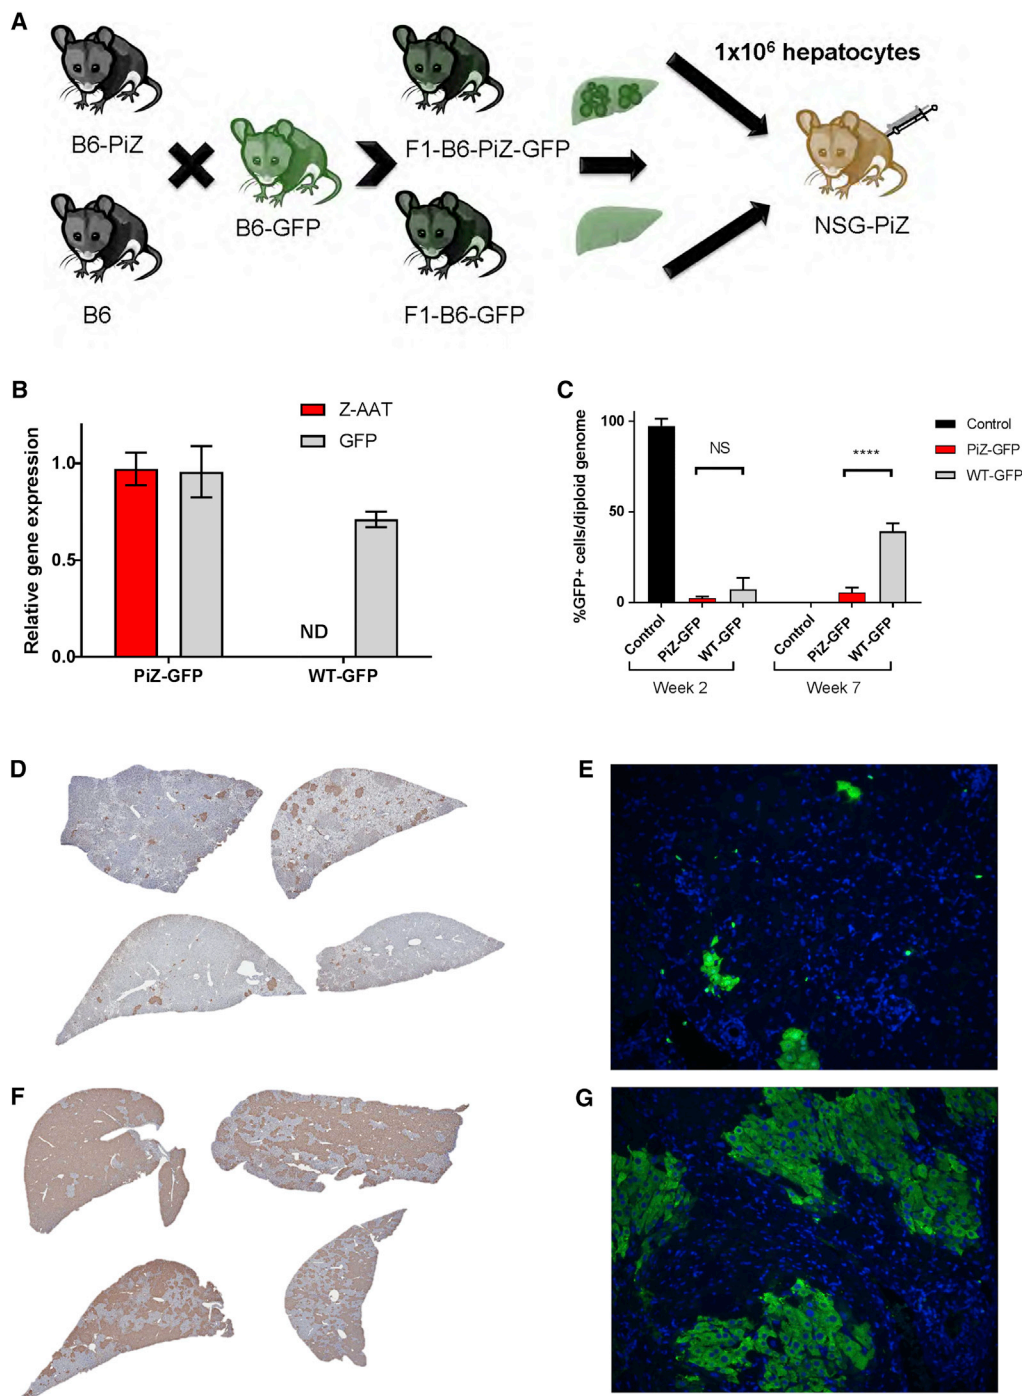 A
1x10⁶ hepatocytes
B6-PiZ
F1-B6-PiZ-GFP
B6-GFP
NSG-PiZ
B6
F1-B6-GFP
B
Z-AAT
GFP
Relative gene expression
1.0
0.5
0.0
ND
PiZ-GFP
WT-GFP
C
%GFP+ cells/diploid genome
100
50
0
NS
****
Control
PiZ-GFP
WT-GFP
Control
PiZ-GFP
WT-GFP
Control
PiZ-GFP
WT-GFP
Week 2
Week 7
D
E
F
G